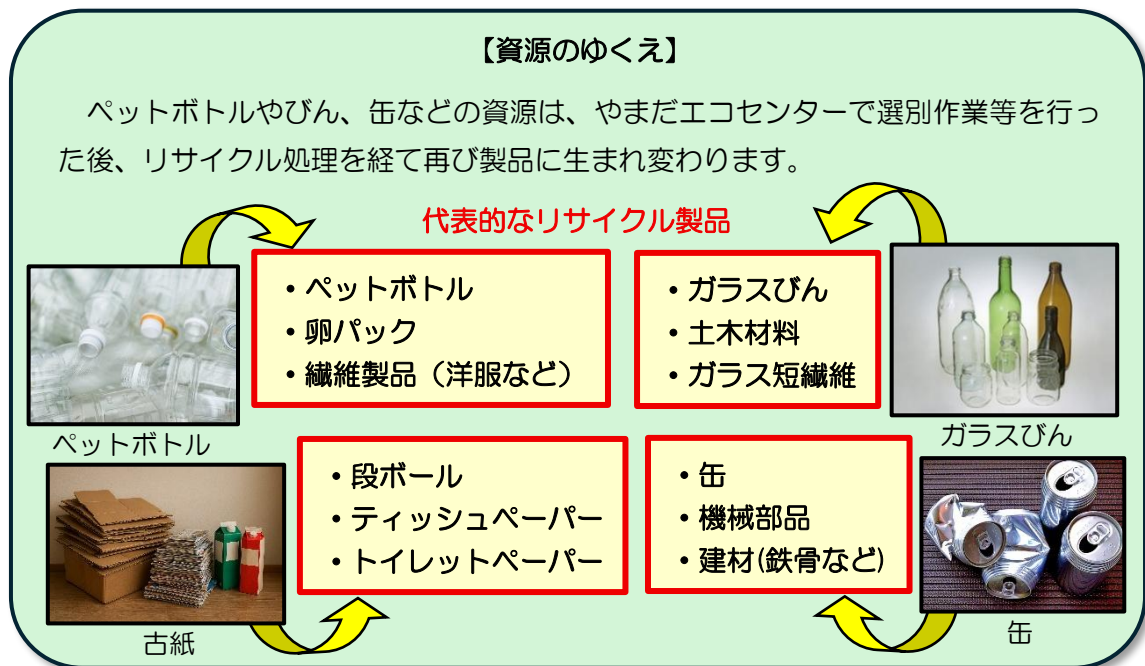 【資源のゆくえ】
ペットボトルやびん、缶などの資源は、やまだエコセンターで選別作業等を行っ
た後、リサイクル処理を経て再び製品に生まれ変わります。
代表的なリサイクル製品
・ペットボトル
・卵パック
・繊維製品（洋服など）
ペットボトル
・ガラスびん
・土木材料
・ガラス短繊維
ガラスびん
・段ボール
・ティッシュペーパー
・トイレットペーパー
古紙
・缶
・機械部品
・建材(鉄骨など)
缶